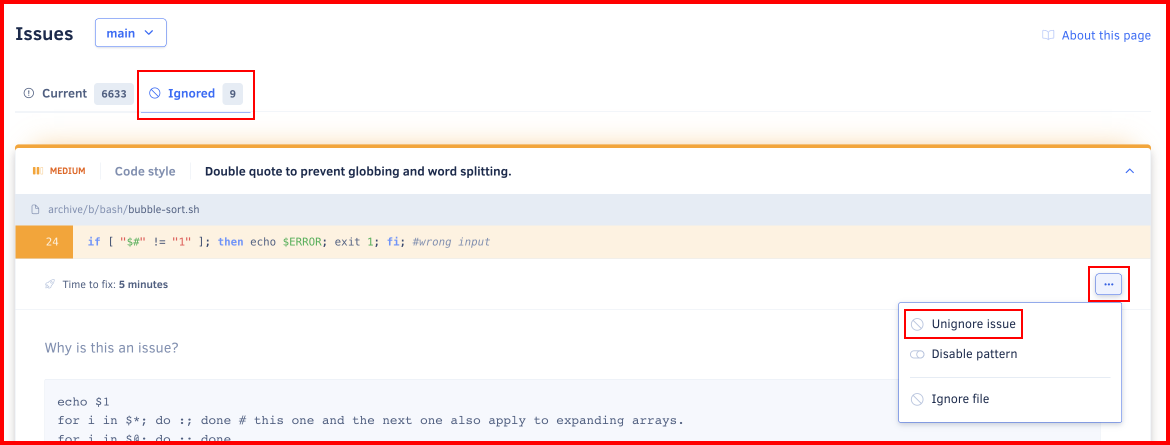 Issues main About this page
Current 6633 Ignored 9
MEDIUM Code style Double quote to prevent globbing and word splitting.
archive/b/bash/bubble-sort.sh
24 if [ "$#" != "1" ]; then echo $ERROR; exit 1; fi; #wrong input
Time to fix: 5 minutes ...
Unignore issue
Disable pattern
Ignore file
Why is this an issue?
echo $1
for i in $*; do :; done # this one and the next one also apply to expanding arrays.
for i in $@; do :; done